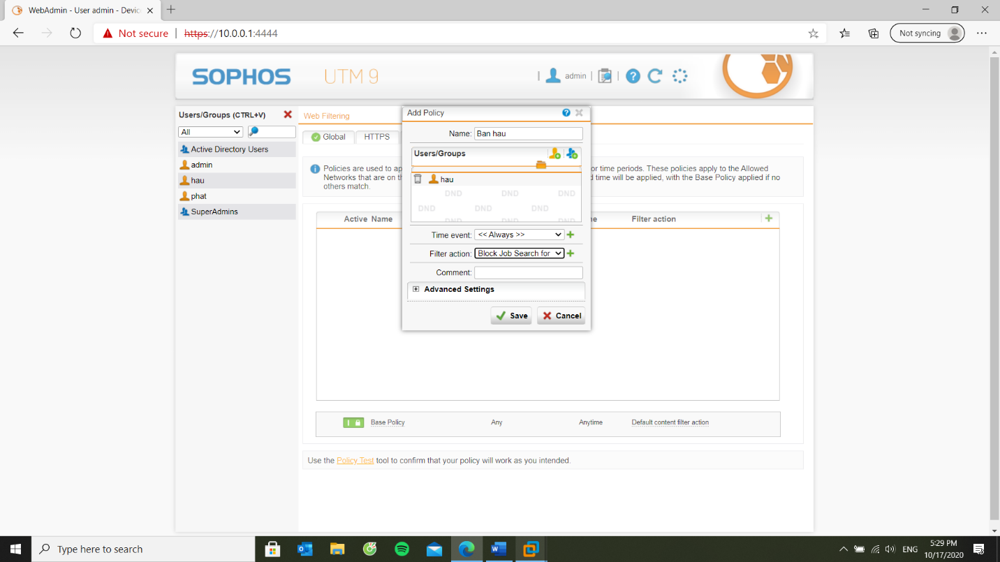 WebAdmin - User admin - Devic
Not secure
https://10.0.0.1:4444
Not syncing
SOPHOS
UTM 9
admin
Users/Groups (CTRL+V)
All
Active Directory Users
admin
hau
phat
SuperAdmins
Web Filtering
Global
HTTPS
Policies are used to ap
or time periods. These policies apply to the Allowed
Networks that are on th
d time will be applied, with the Base Policy applied if no
others match.
Active Name
Filter action
Add Policy
Name:
Ban hau
Users/Groups
hau
DND DND DND
DND DND DND
DND DND DND
Time event:
<< Always >>
Filter action:
Block Job Search for
Comment:
Advanced Settings
Save
Cancel
Base Policy
Any
Anytime
Default content filter action
Use the Policy Test tool to confirm that your policy will work as you intended.
Type here to search
ENG
5:29 PM
10/17/2020